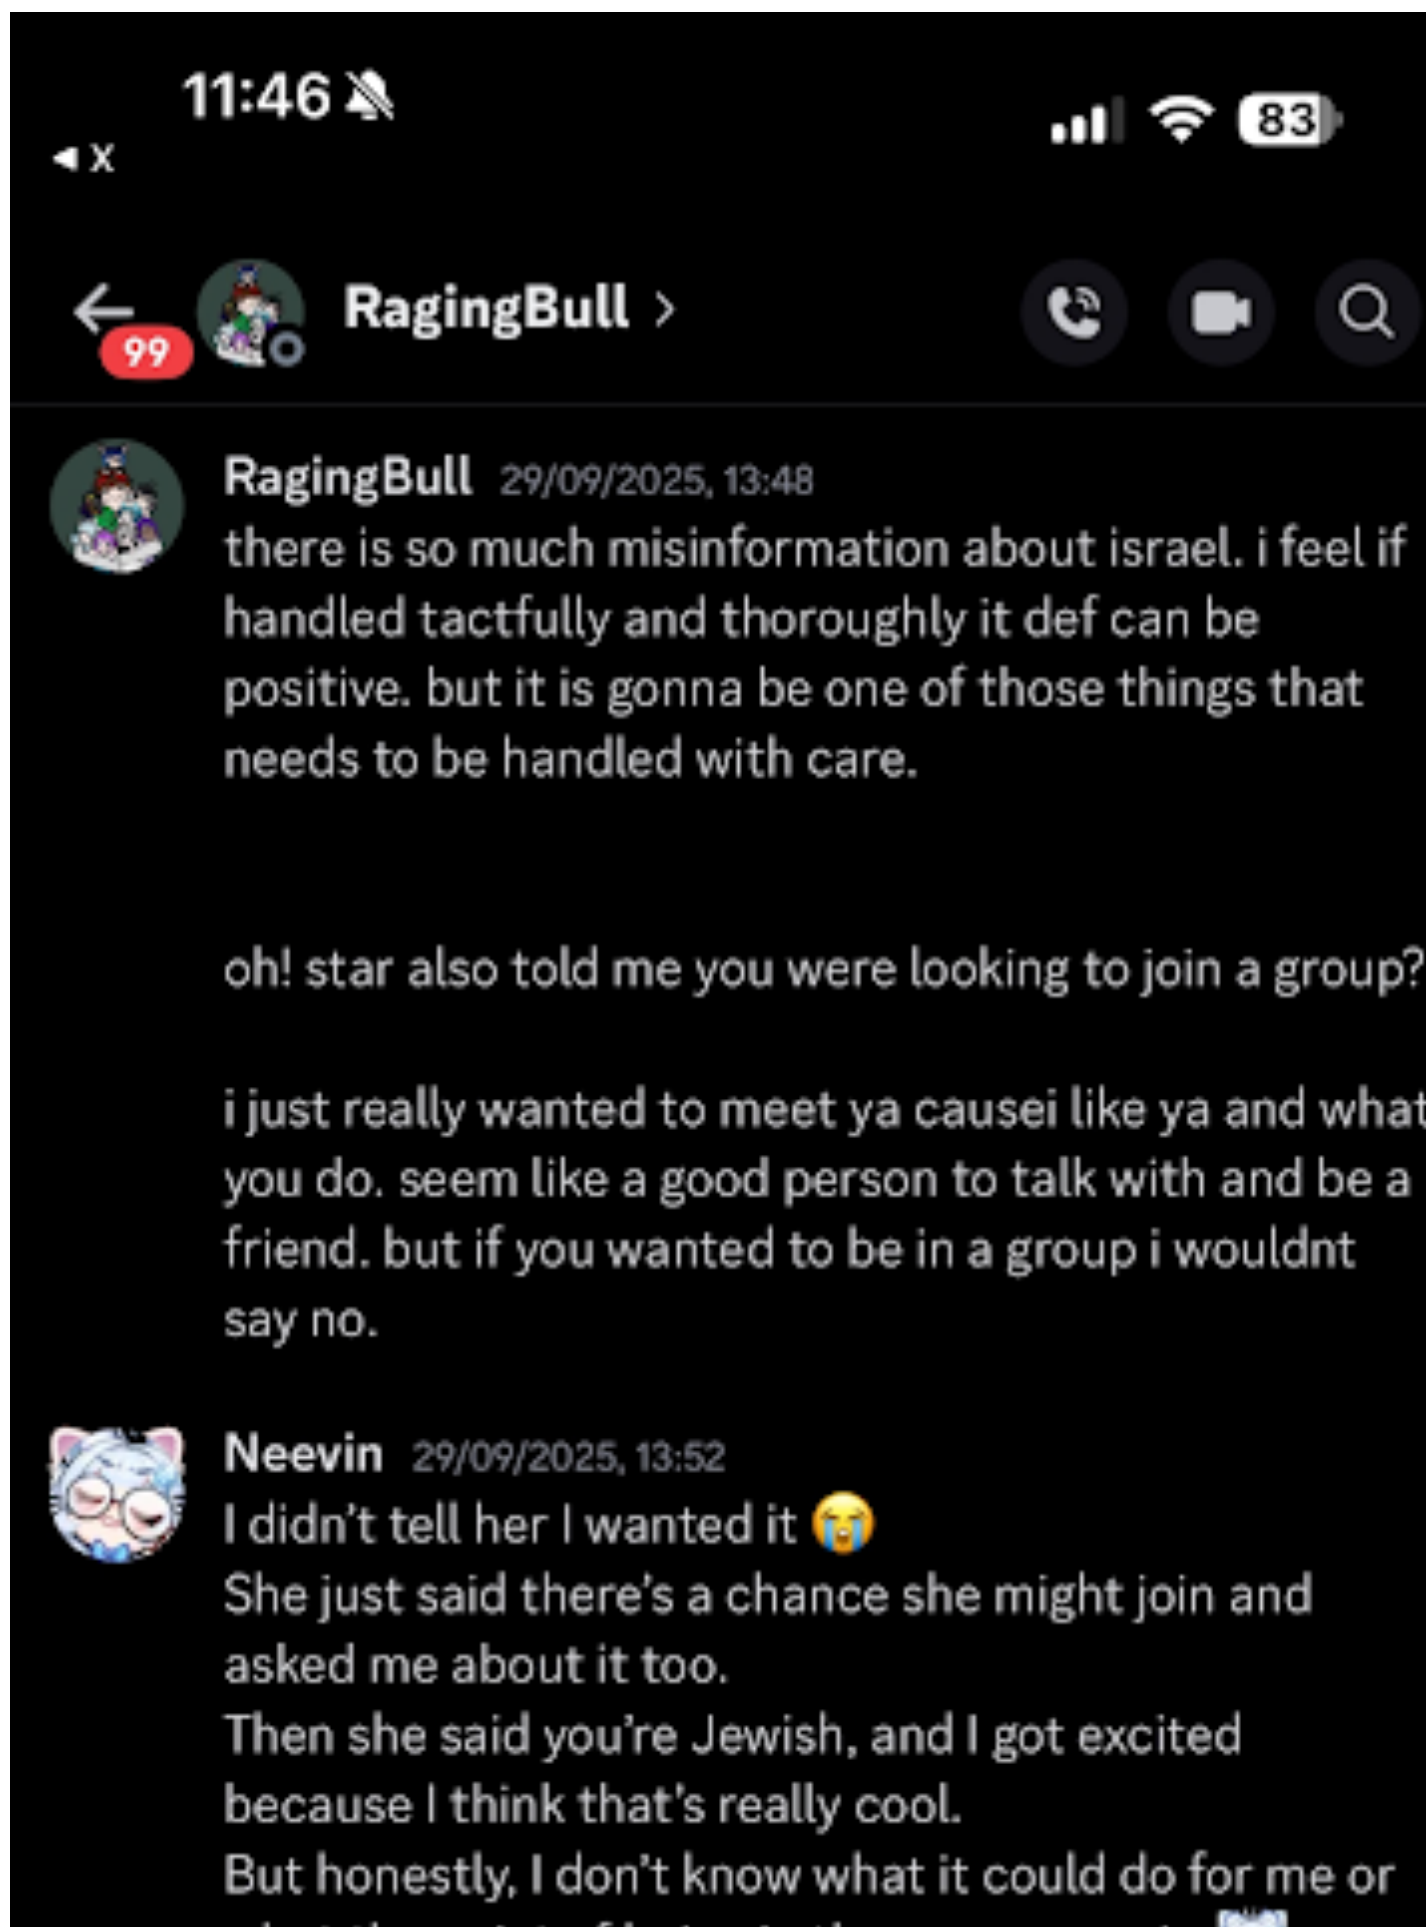 11:46
◀ X
83
99
RagingBull >
RagingBull 29/09/2025, 13:48
there is so much misinformation about israel. i feel if
handled tactfully and thoroughly it def can be
positive. but it is gonna be one of those things that
needs to be handled with care.
oh! star also told me you were looking to join a group?
i just really wanted to meet ya causei like ya and what
you do. seem like a good person to talk with and be a
friend. but if you wanted to be in a group i wouldnt
say no.
Neevin 29/09/2025, 13:52
I didn't tell her I wanted it 😭
She just said there's a chance she might join and
asked me about it too.
Then she said you're Jewish, and I got excited
because I think that's really cool.
But honestly, I don't know what it could do for me or